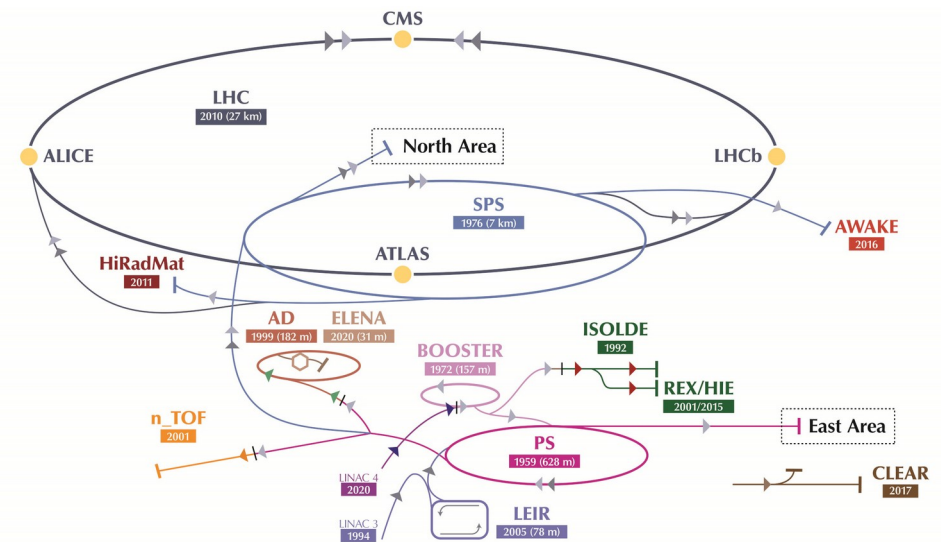 CMS
LHC
2010 (27 km)
North Area
ALICE
LHCb
SPS
1976 (7 km)
AWAKE
2016
ATLAS
HiRadMat
2011
AD
1999 (182 m)
ELENA
2020 (31 m)
ISOLDE
1992
BOOSTER
1972 (157 m)
REX/HIE
2001/2015
n_TOF
2001
East Area
PS
1959 (628 m)
LINAC 4
2020
CLEAR
2017
LINAC 3
1994
LEIR
2005 (78 m)